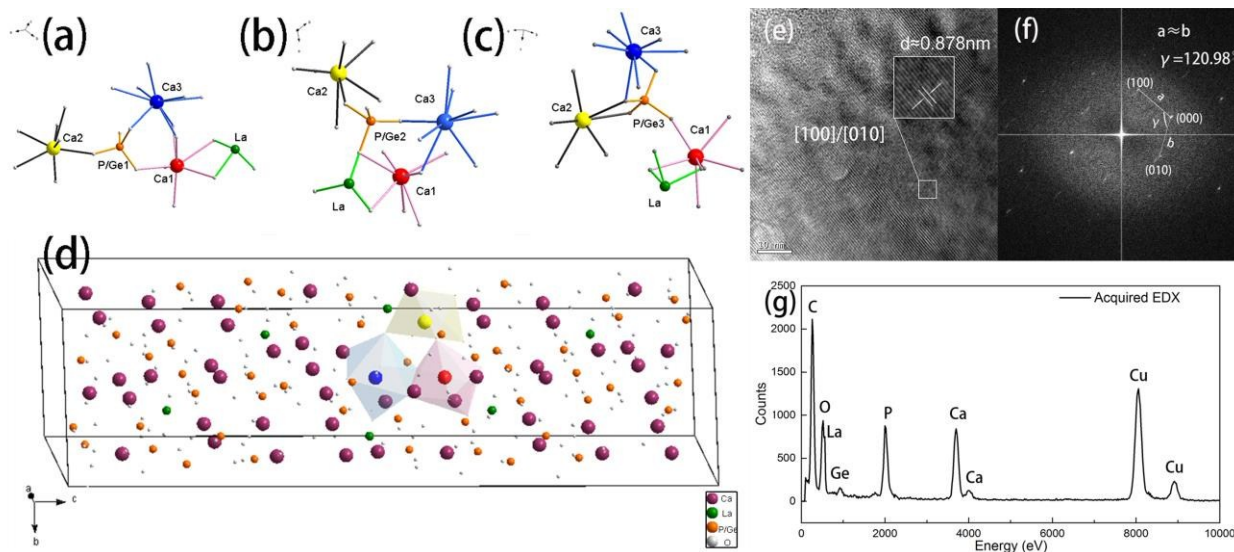 (a)
Ca3
Ca2
P/Ge1
Ca1
La
(b)
Ca2
Ca3
P/Ge2
Ca1
La
(c)
Ca3
Ca2
P/Ge3
Ca1
La
(d)
a
c
b
Ca
La
P/Ge
O
(e)
d≈0.878nm
[100]/[010]
10 nm
(f)
a≈b
γ=120.98°
(100)
a
(000)
γ
b
(010)
(g)
Acquired EDX
2500
2000
1500
1000
500
0
Counts
C
O
La
Ge
P
Ca
Ca
Cu
Cu
0
2000
4000
6000
8000
10000
Energy (eV)